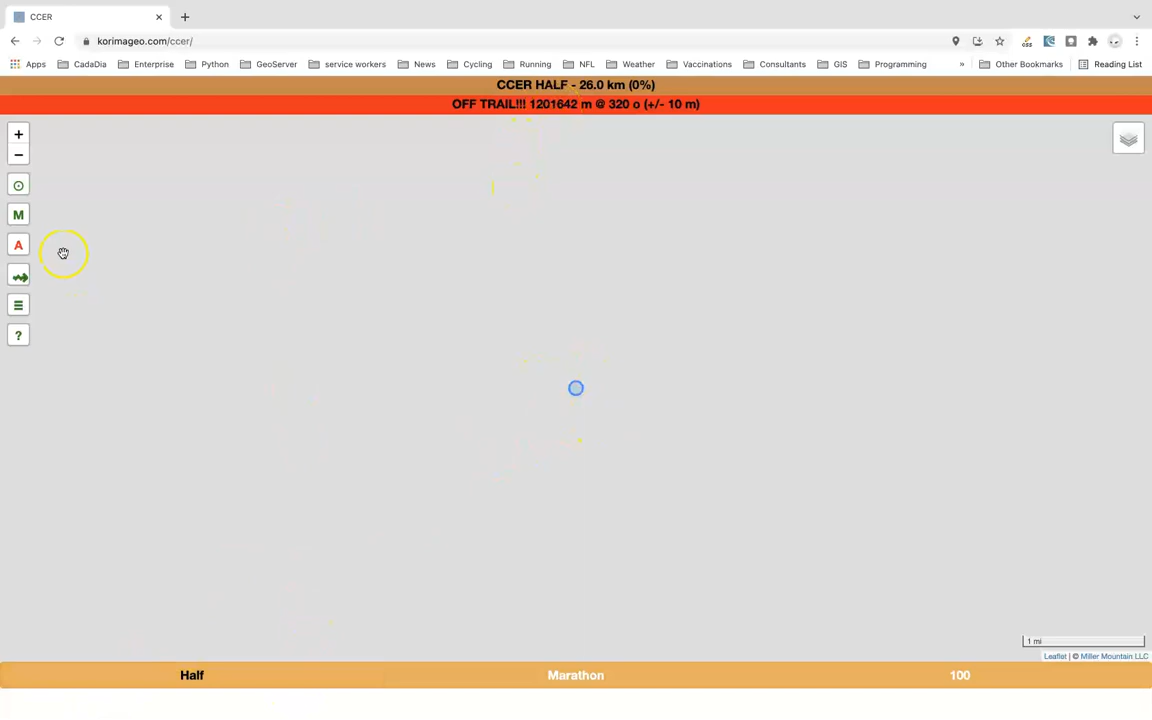 CCER
korimageo.com/ccer/
Apps CadaDia Enterprise Python GeoServer service workers News Cycling Running NFL Weather Vaccinations Consultants GIS Programming » Other Bookmarks Reading List
CCER HALF - 26.0 km (0%)
OFF TRAIL!!! 1201642 m @ 320 o (+/- 10 m)
+
−
M
A
?
1 mi
Leaflet | © Miller Mountain LLC
Half Marathon 100